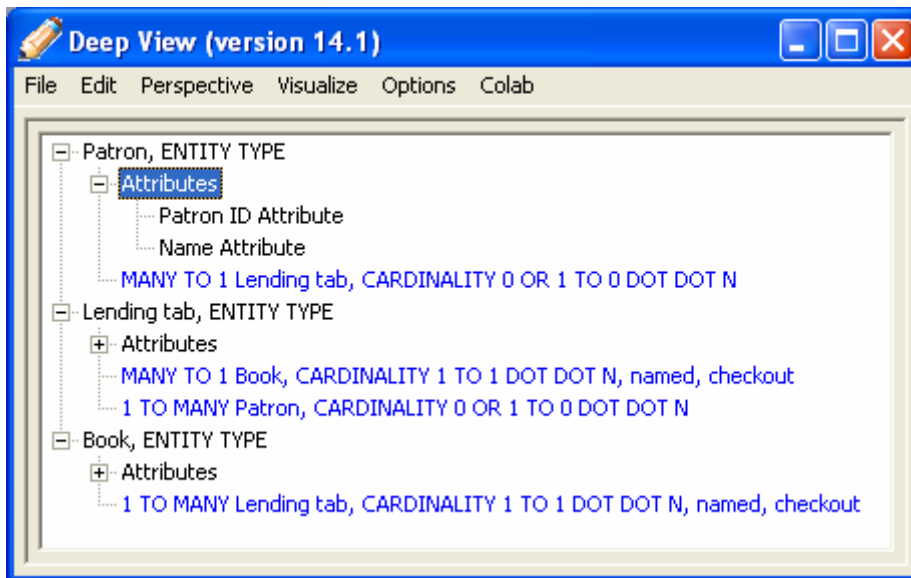 Deep View (version 14.1)
File Edit Perspective Visualize Options Colab
Patron, ENTITY TYPE
Attributes
Patron ID Attribute
Name Attribute
MANY TO 1 Lending tab, CARDINALITY 0 OR 1 TO 0 DOT DOT N
Lending tab, ENTITY TYPE
Attributes
MANY TO 1 Book, CARDINALITY 1 TO 1 DOT DOT N, named, checkout
1 TO MANY Patron, CARDINALITY 0 OR 1 TO 0 DOT DOT N
Book, ENTITY TYPE
Attributes
1 TO MANY Lending tab, CARDINALITY 1 TO 1 DOT DOT N, named, checkout